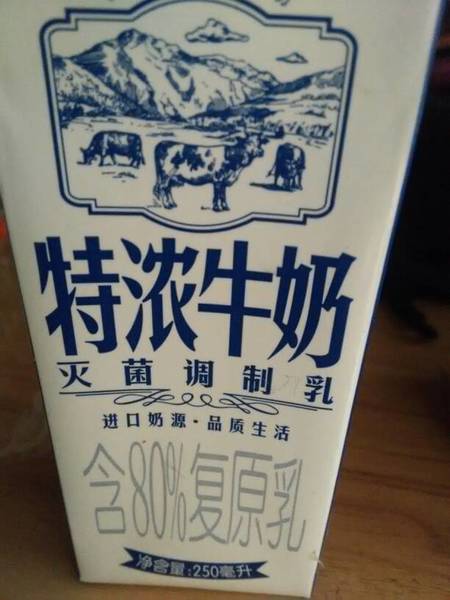 特浓牛奶
灭菌调制乳
进口奶源·品质生活
含80%复原乳
净含量:250毫升